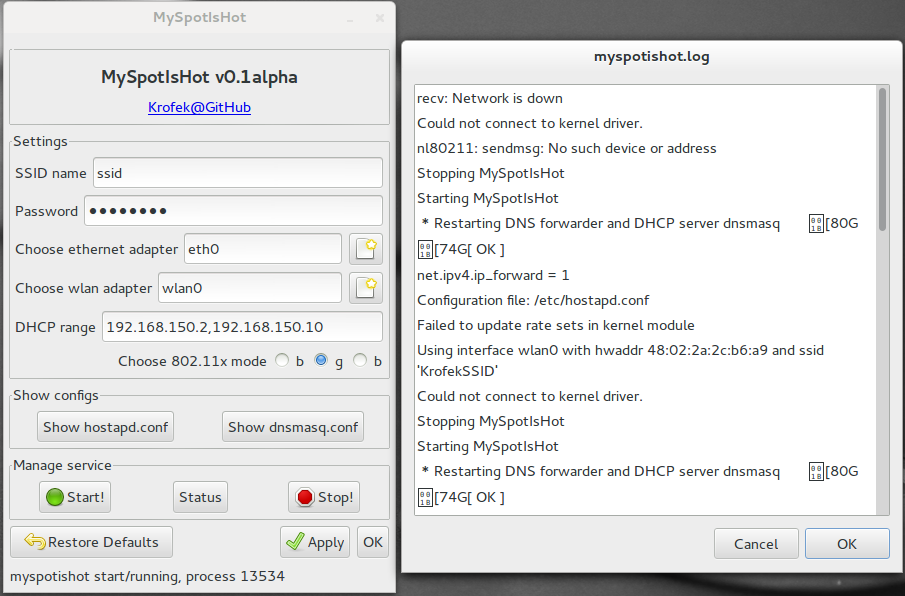 MySpotIsHot
MySpotIsHot v0.1alpha
Krofek@GitHub
Settings
SSID name ssid
Password ●●●●●●●●
Choose ethernet adapter eth0
Choose wlan adapter wlan0
DHCP range 192.168.150.2,192.168.150.10
Choose 802.11x mode b g b
Show configs
Show hostapd.conf Show dnsmasq.conf
Manage service
Start! Status Stop!
Restore Defaults Apply OK
myspotishot start/running, process 13534
myspotishot.log
recv: Network is down
Could not connect to kernel driver.
nl80211: sendmsg: No such device or address
Stopping MySpotIsHot
Starting MySpotIsHot
* Restarting DNS forwarder and DHCP server dnsmasq 001B[80G
001B[74G[ OK ]
net.ipv4.ip_forward = 1
Configuration file: /etc/hostapd.conf
Failed to update rate sets in kernel module
Using interface wlan0 with hwaddr 48:02:2a:2c:b6:a9 and ssid
'KrofekSSID'
Could not connect to kernel driver.
Stopping MySpotIsHot
Starting MySpotIsHot
* Restarting DNS forwarder and DHCP server dnsmasq 001B[80G
001B[74G[ OK ]
Cancel OK